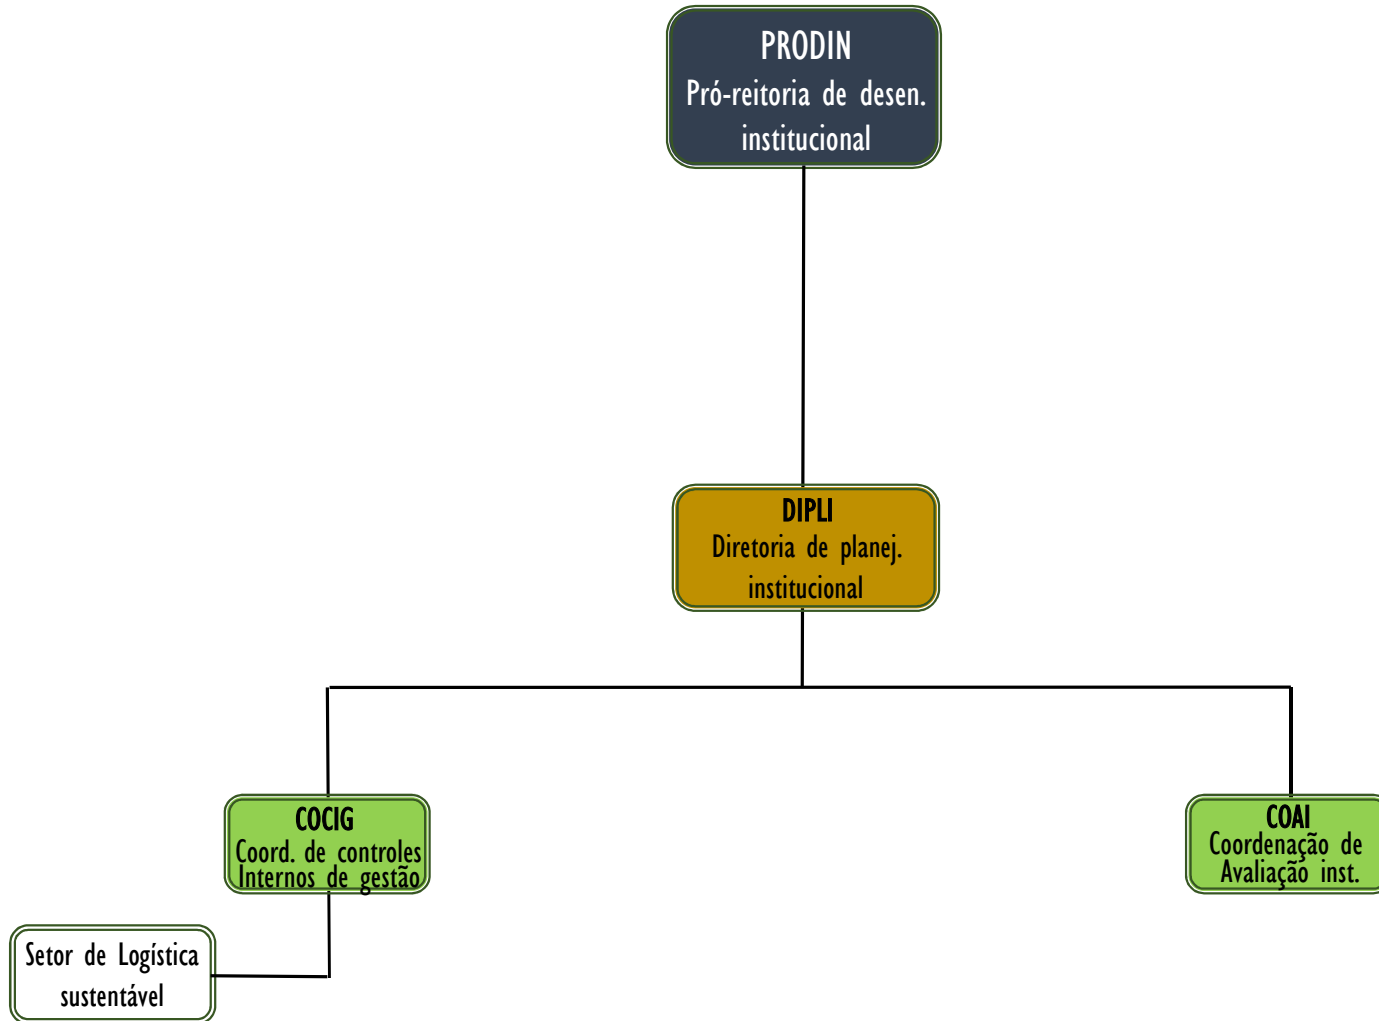 PRODIN
Pró-reitoria de desen.
institucional
DIPLI
Diretoria de planej.
institucional
COCIG
Coord. de controles
Internos de gestão
COAI
Coordenação de
Avaliação inst.
Setor de Logística
sustentável